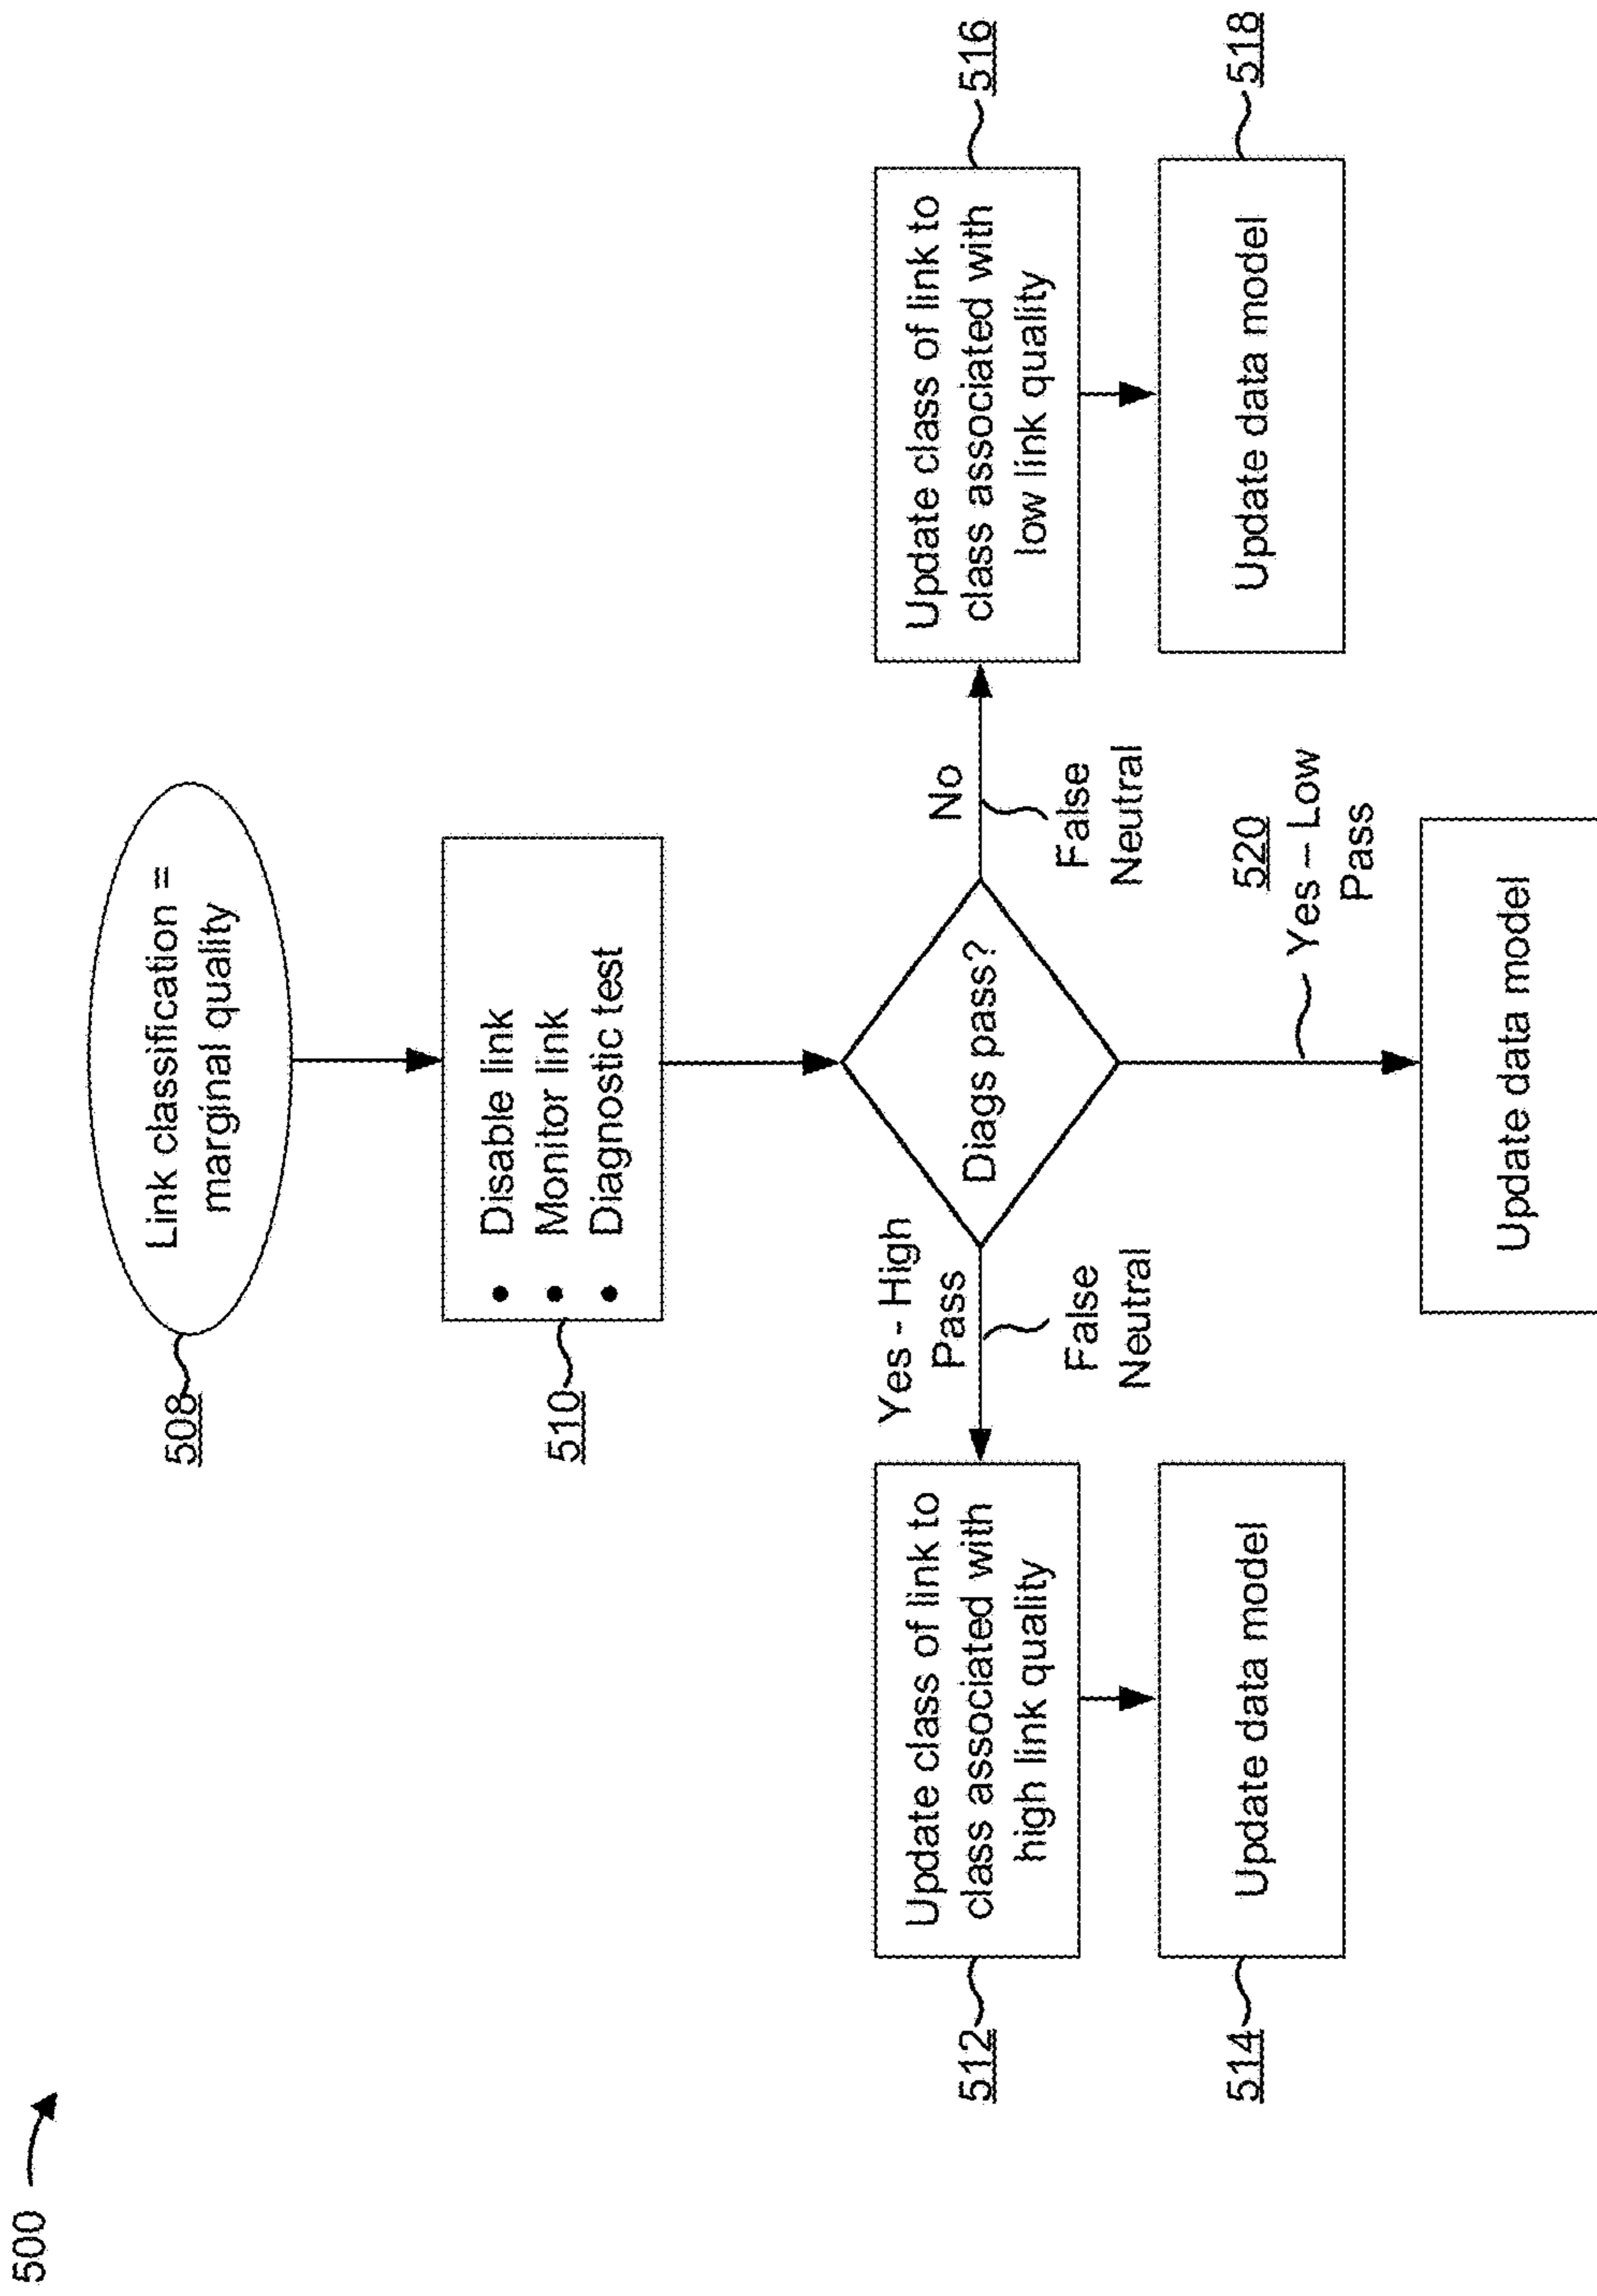 500
508
Link classification =
marginal quality
510
• Disable link
• Monitor link
• Diagnostic test
Diags pass?
Yes - High
Pass
False
Neutral
No
False
Neutral
512
Update class of link to
class associated with
high link quality
514
Update data model
516
Update class of link to
class associated with
low link quality
518
Update data model
520
Yes – Low
Pass
Update data model